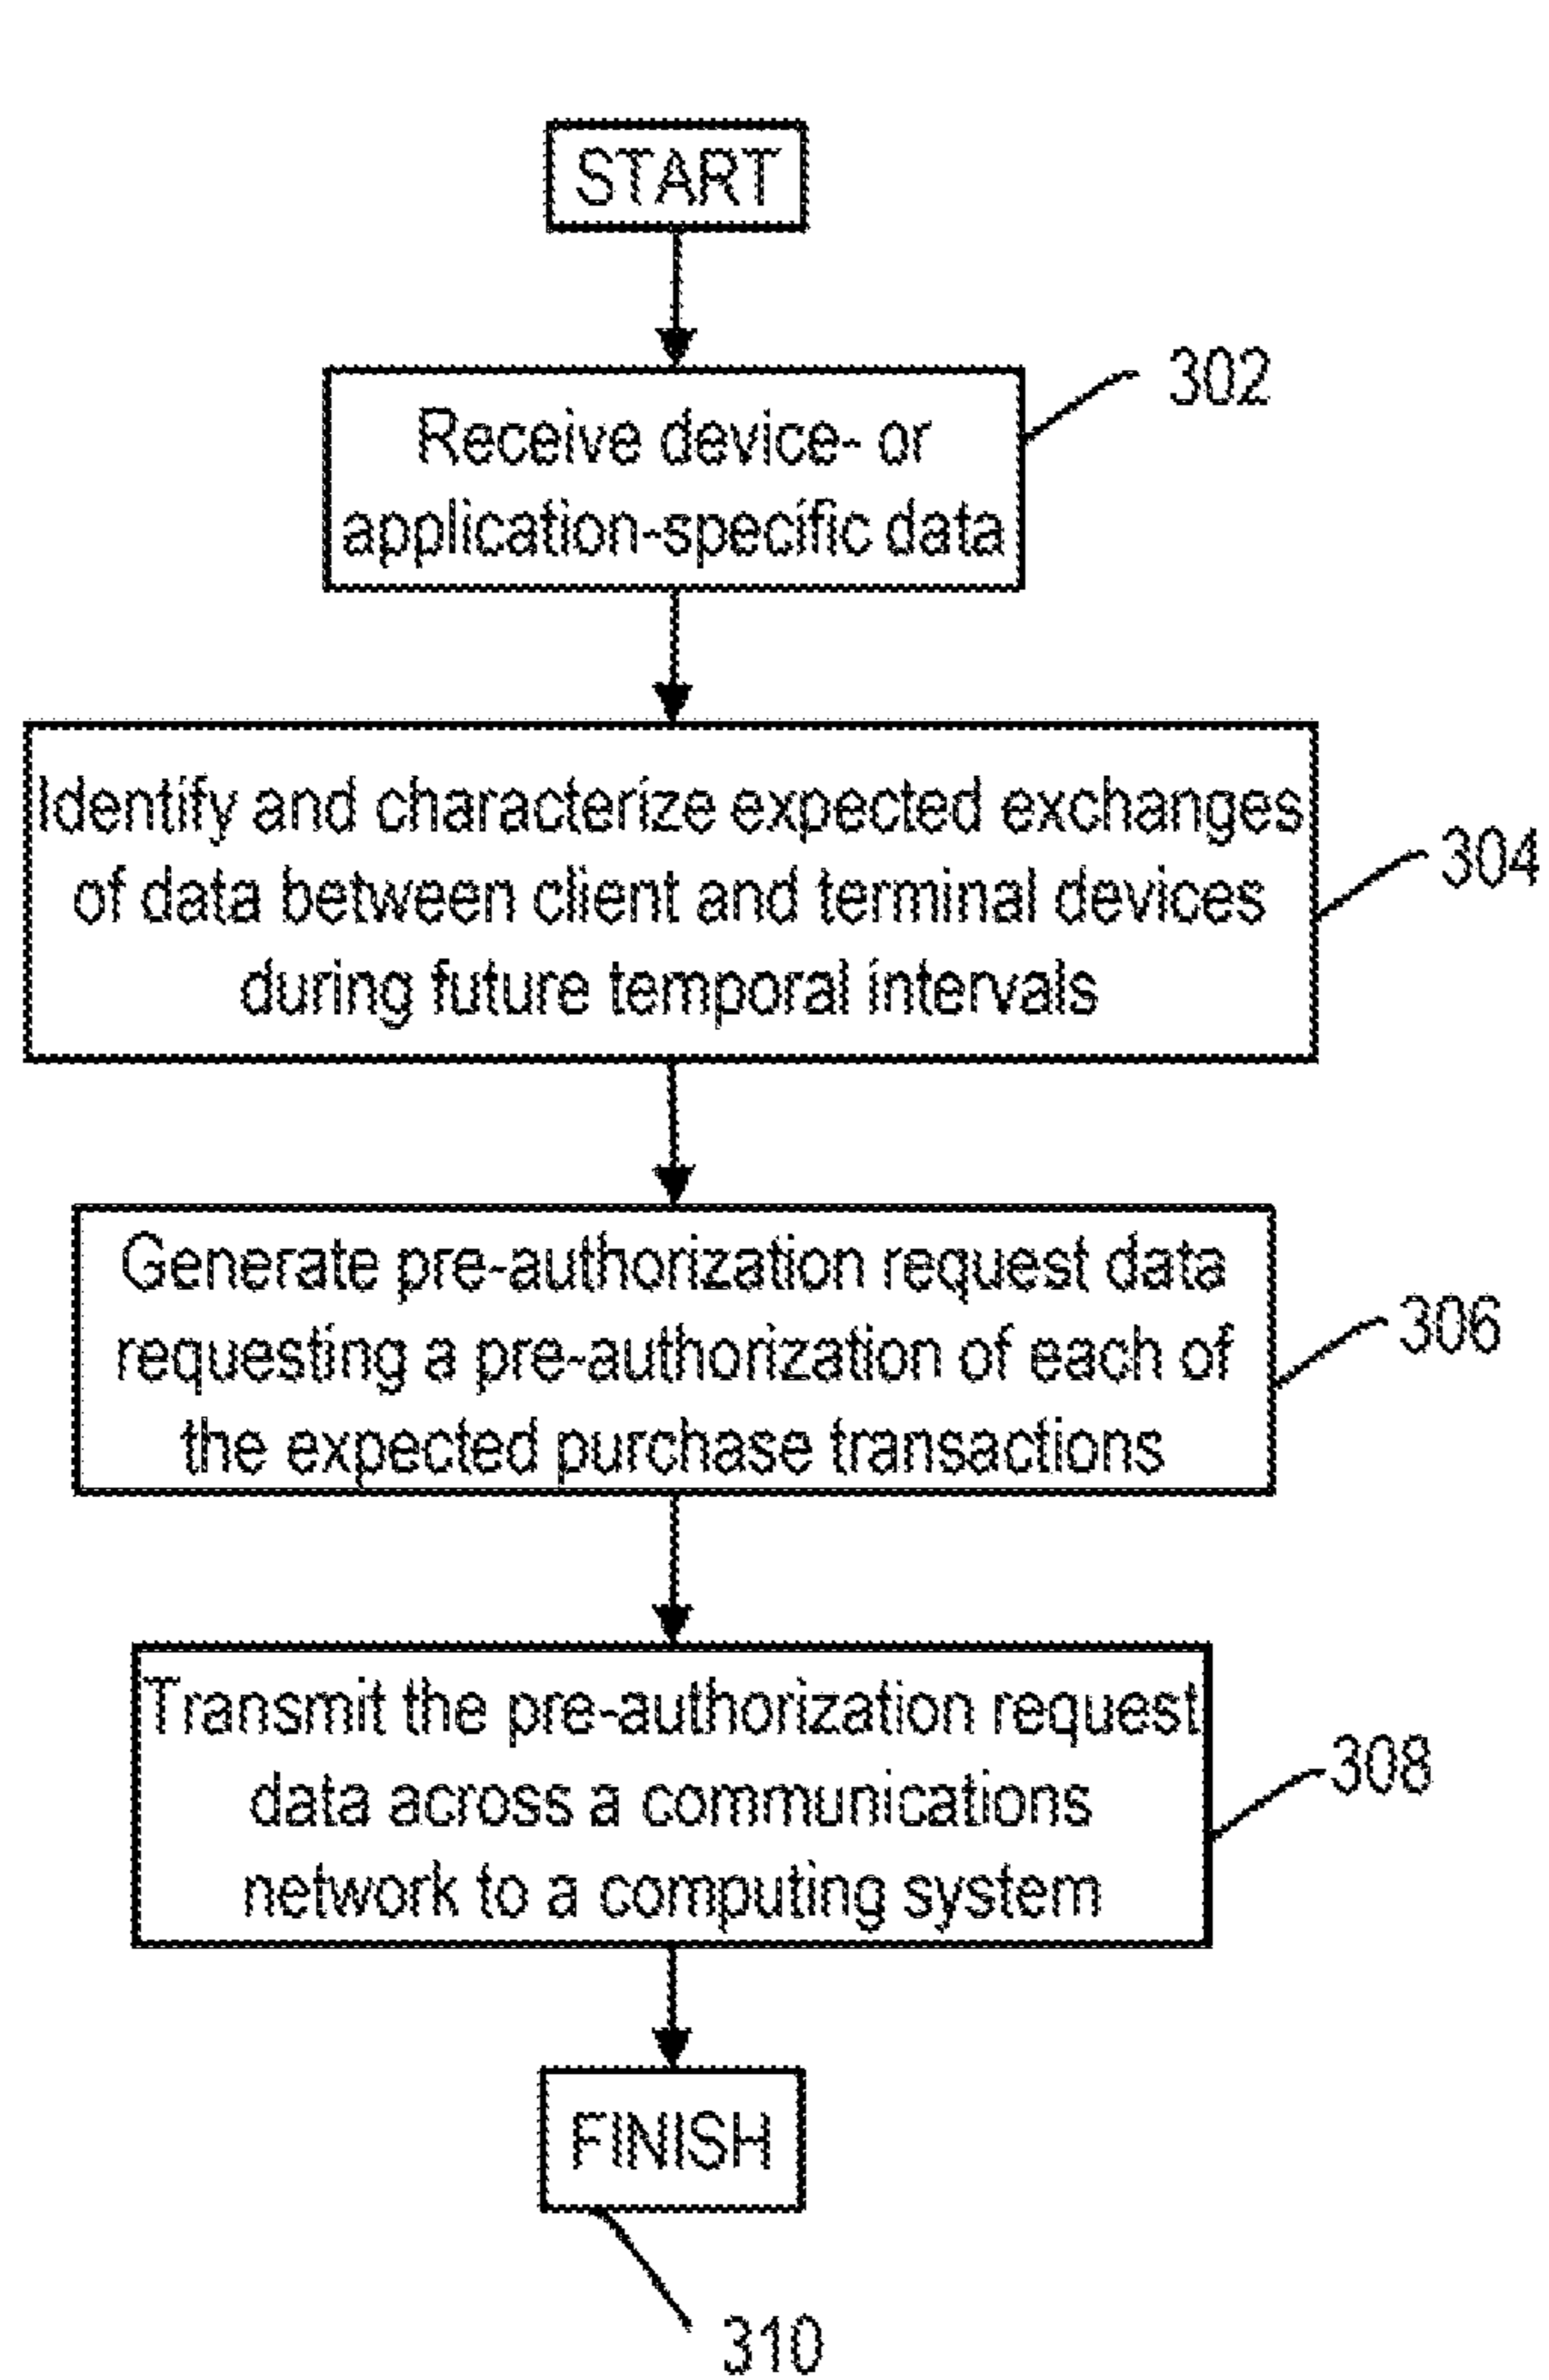 START
302
Receive device- or
application-specific data
Identify and characterize expected exchanges
of data between client and terminal devices
during future temporal intervals
304
Generate pre-authorization request data
requesting a pre-authorization of each of
the expected purchase transactions
306
Transmit the pre-authorization request
data across a communications
network to a computing system
308
FINISH
310